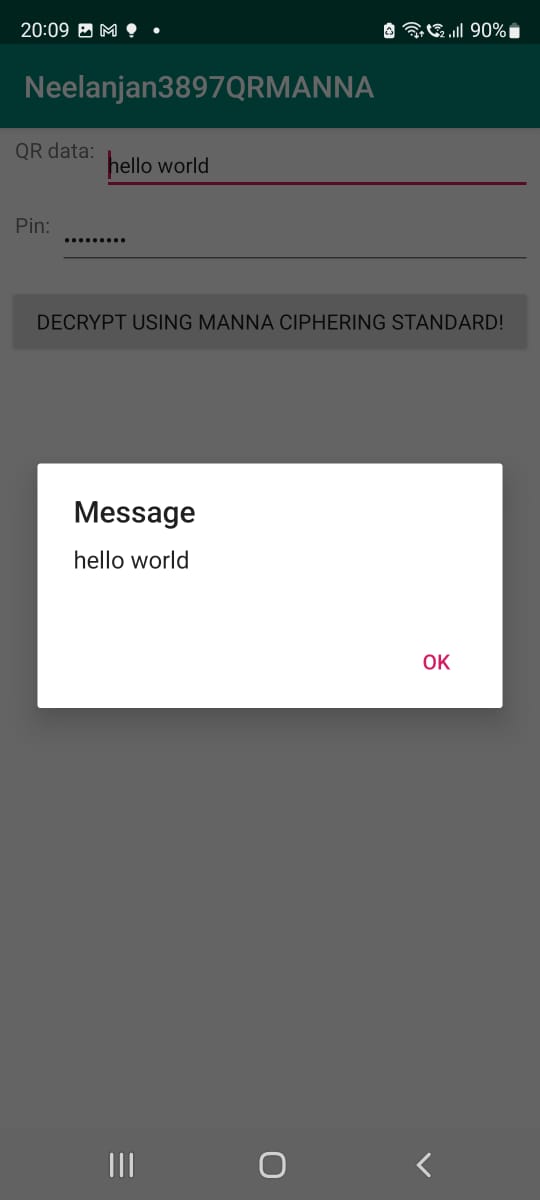 20:09 90%
Neelanjan3897QRMANNA
QR data: hello world
Pin: •••••••••
DECRYPT USING MANNA CIPHERING STANDARD!
Message
hello world
OK